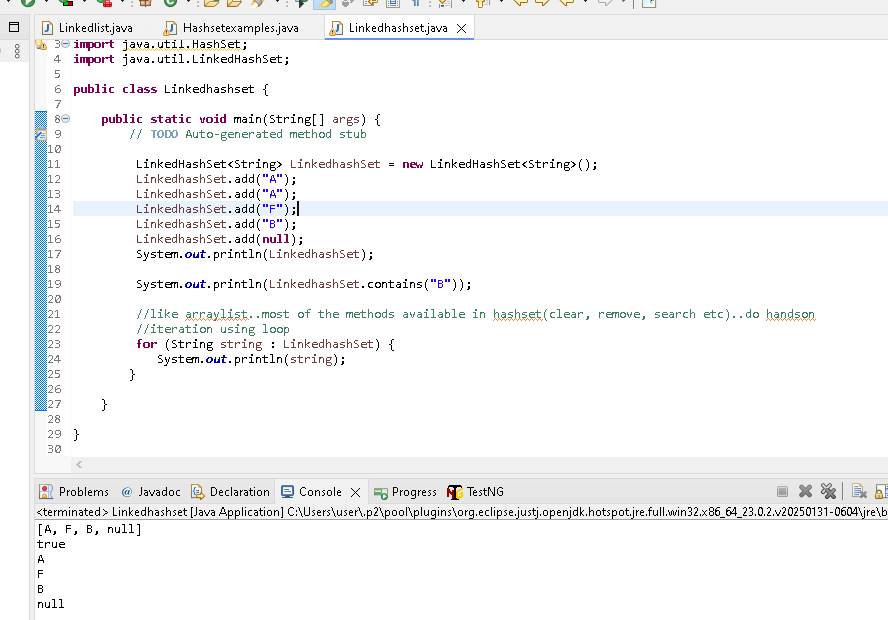 Linkedlist.java Hashsetexamples.java Linkedhashset.java
3 import java.util.HashSet;
4 import java.util.LinkedHashSet;
5
6 public class Linkedhashset {
7
8 public static void main(String[] args) {
9 // TODO Auto-generated method stub
10
11 LinkedHashSet<String> LinkedhashSet = new LinkedHashSet<String>();
12 LinkedhashSet.add("A");
13 LinkedhashSet.add("A");
14 LinkedhashSet.add("F");
15 LinkedhashSet.add("B");
16 LinkedhashSet.add(null);
17 System.out.println(LinkedhashSet);
18
19 System.out.println(LinkedhashSet.contains("B"));
20
21 //like arraylist..most of the methods available in hashset(clear, remove, search etc)..do handson
22 //iteration using loop
23 for (String string : LinkedhashSet) {
24 System.out.println(string);
25 }
26
27 }
28
29 }
30
Problems @ Javadoc Declaration Console Progress TestNG
<terminated> Linkedhashset [Java Application] C:\Users\user\.p2\pool\plugins\org.eclipse.justj.openjdk.hotspot.jre.full.win32.x86_64_23.0.2.v20250131-0604\jre\b
[A, F, B, null]
true
A
F
B
null